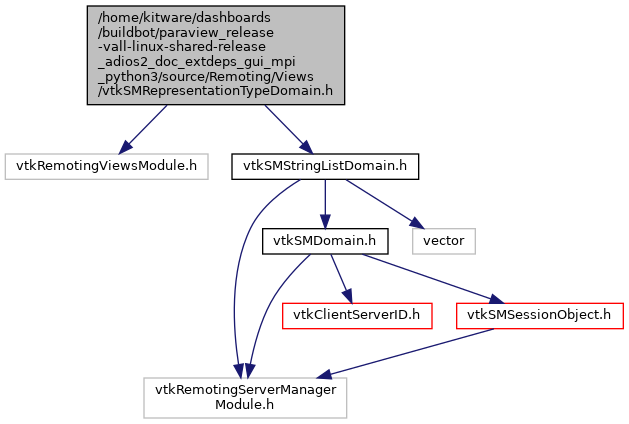 /home/kitware/dashboards
/buildbot/paraview_release
-vall-linux-shared-release
_adios2_doc_extdeps_gui_mpi
_python3/source/Remoting/Views
/vtkSMRepresentationTypeDomain.h
vtkRemotingViewsModule.h
vtkSMStringListDomain.h
vtkSMDomain.h
vector
vtkClientServerID.h
vtkSMSessionObject.h
vtkRemotingServerManager
Module.h